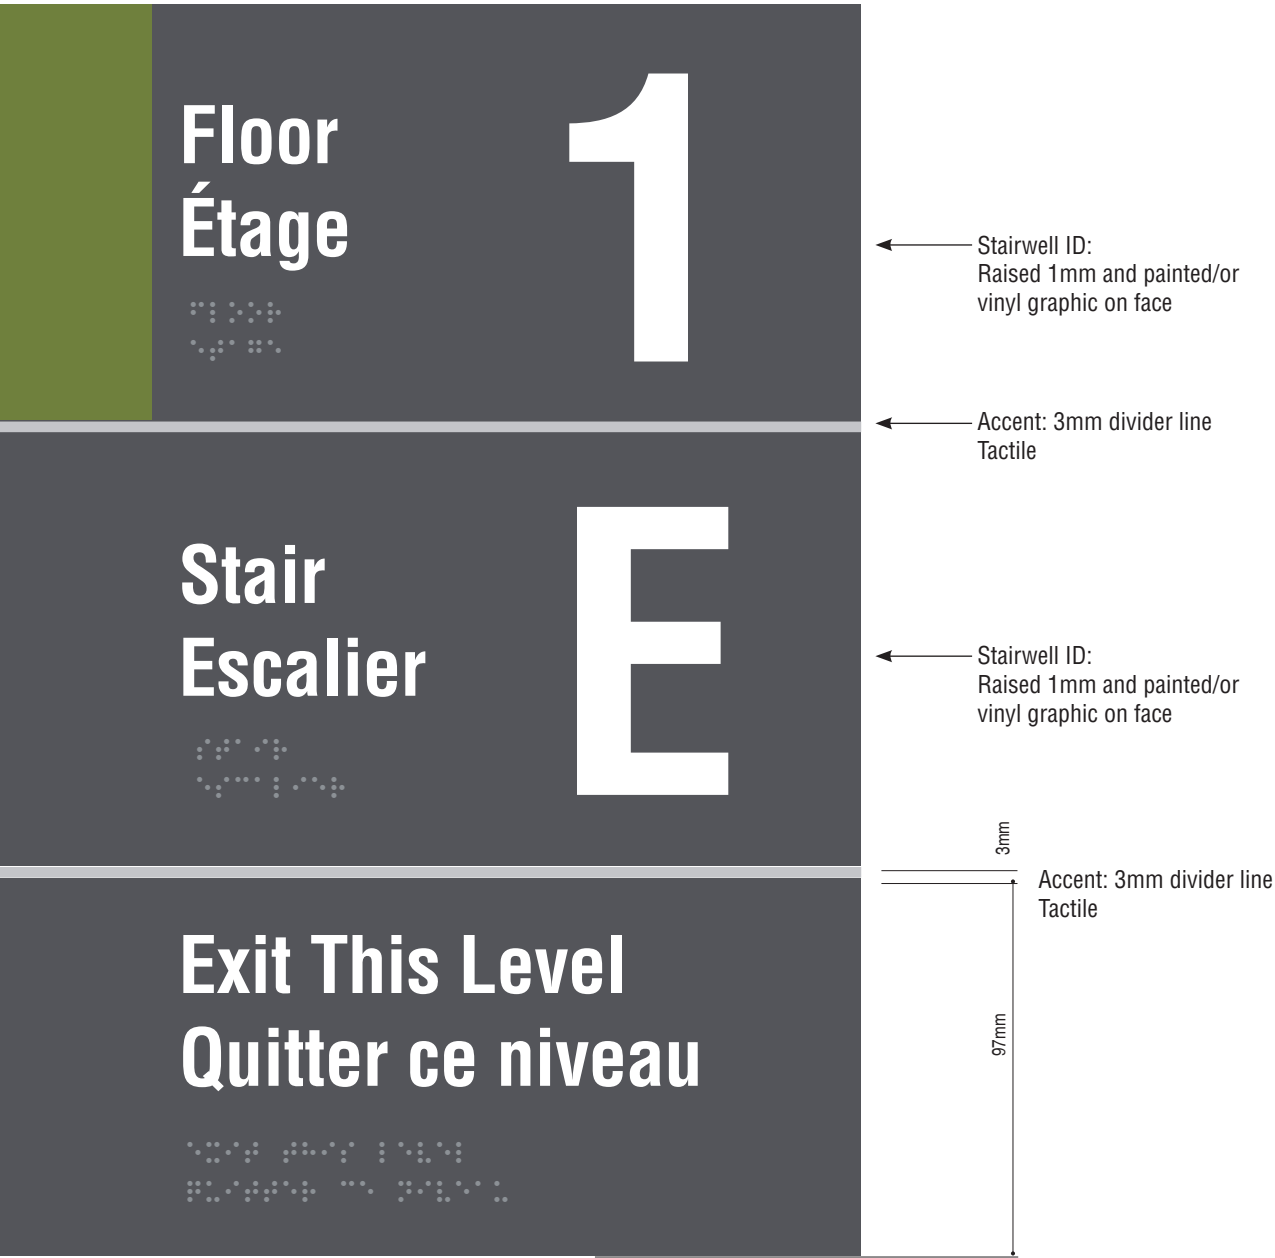 Floor
Étage
1
Stairwell ID:
Raised 1mm and painted/or
vinyl graphic on face
Accent: 3mm divider line
Tactile
Stair
Escalier
E
Stairwell ID:
Raised 1mm and painted/or
vinyl graphic on face
3mm
Accent: 3mm divider line
Tactile
Exit This Level
Quitter ce niveau
97mm